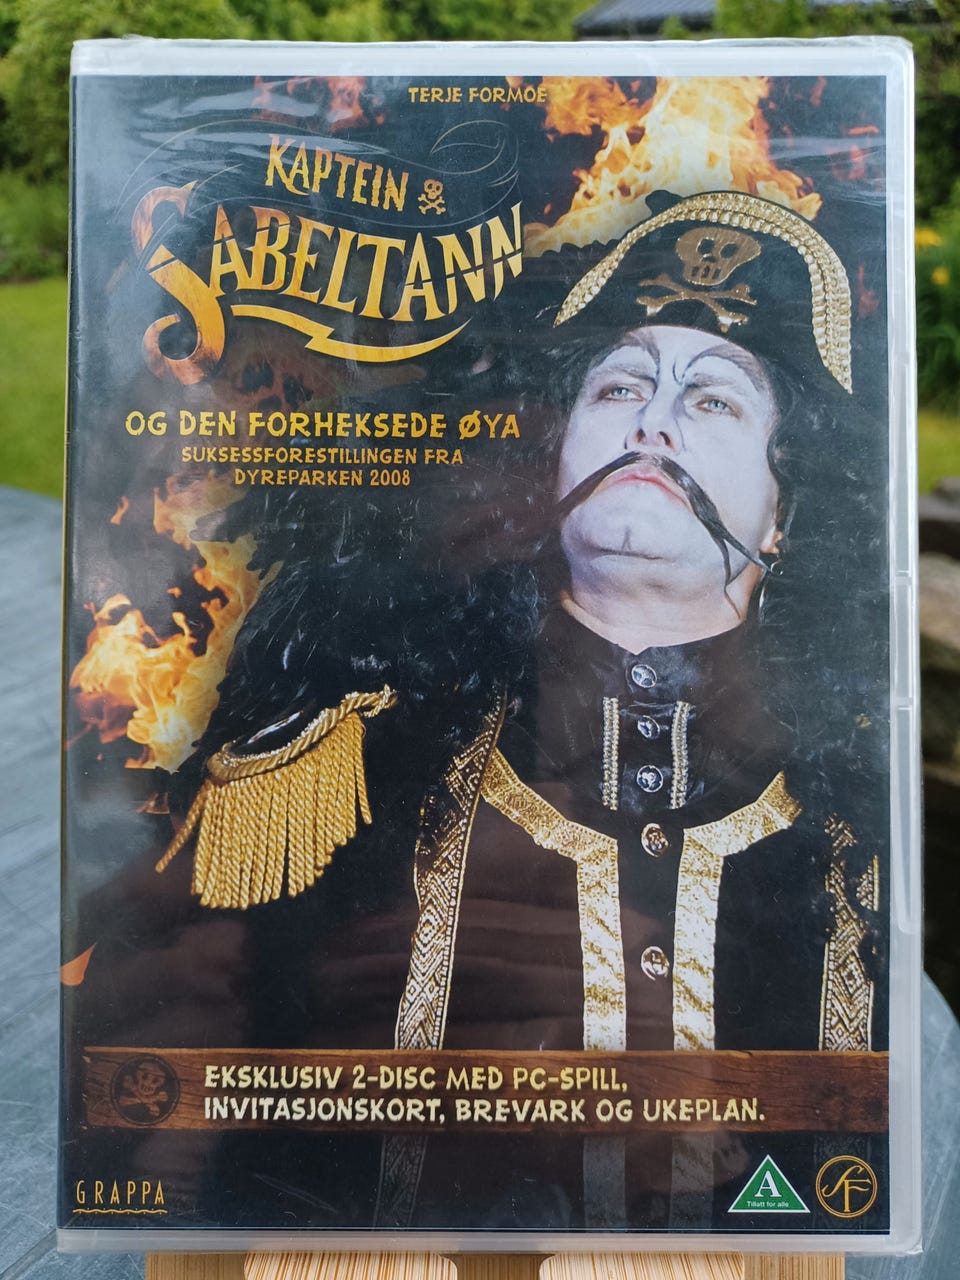 TERJE FORMOE
KAPTEIN
SABELTANN
OG DEN FORHEKSEDE ØYA
SUKSESSFORESTILLINGEN FRA
DYREPARKEN 2008
EKSKLUSIV 2-DISC MED PC-SPILL,
INVITASJONSKORT, BREVARK OG UKEPLAN.
GRAPPA
A
Tillatt for alle
SF